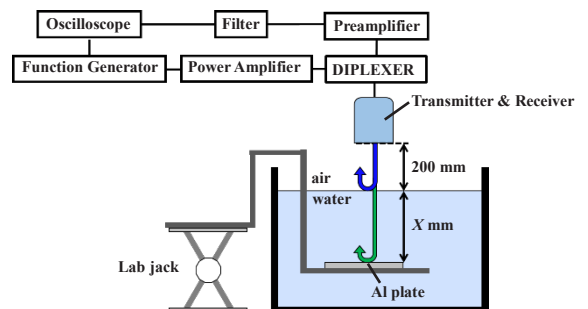 Oscilloscope
Filter
Preamplifier
Function Generator
Power Amplifier
DIPLEXER
Transmitter & Receiver
200 mm
air
water
X mm
Lab jack
Al plate